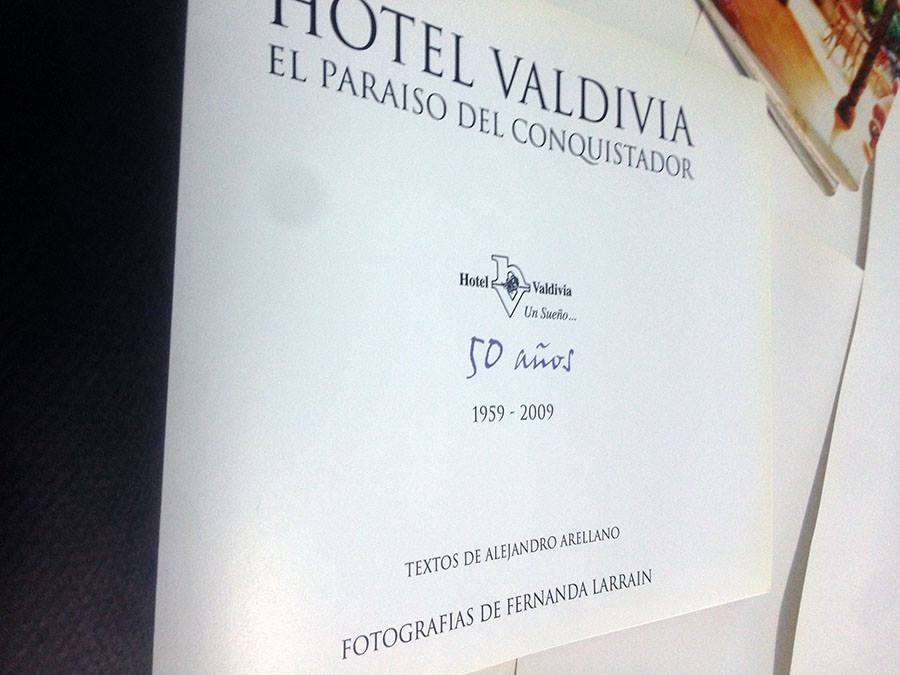 HOTEL VALDIVIA
EL PARAISO DEL CONQUISTADOR
Hotel hv Valdivia
Un Sueño...
50 años
1959 - 2009
TEXTOS DE ALEJANDRO ARELLANO
FOTOGRAFIAS DE FERNANDA LARRAIN